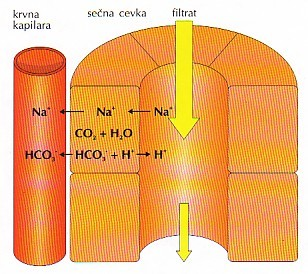 krvna kapilara
sečna cevka
filtrat
Na⁺ Na⁺ Na⁺
CO₂ + H₂O
HCO₃⁻ HCO₃⁻ + H⁺ H⁺